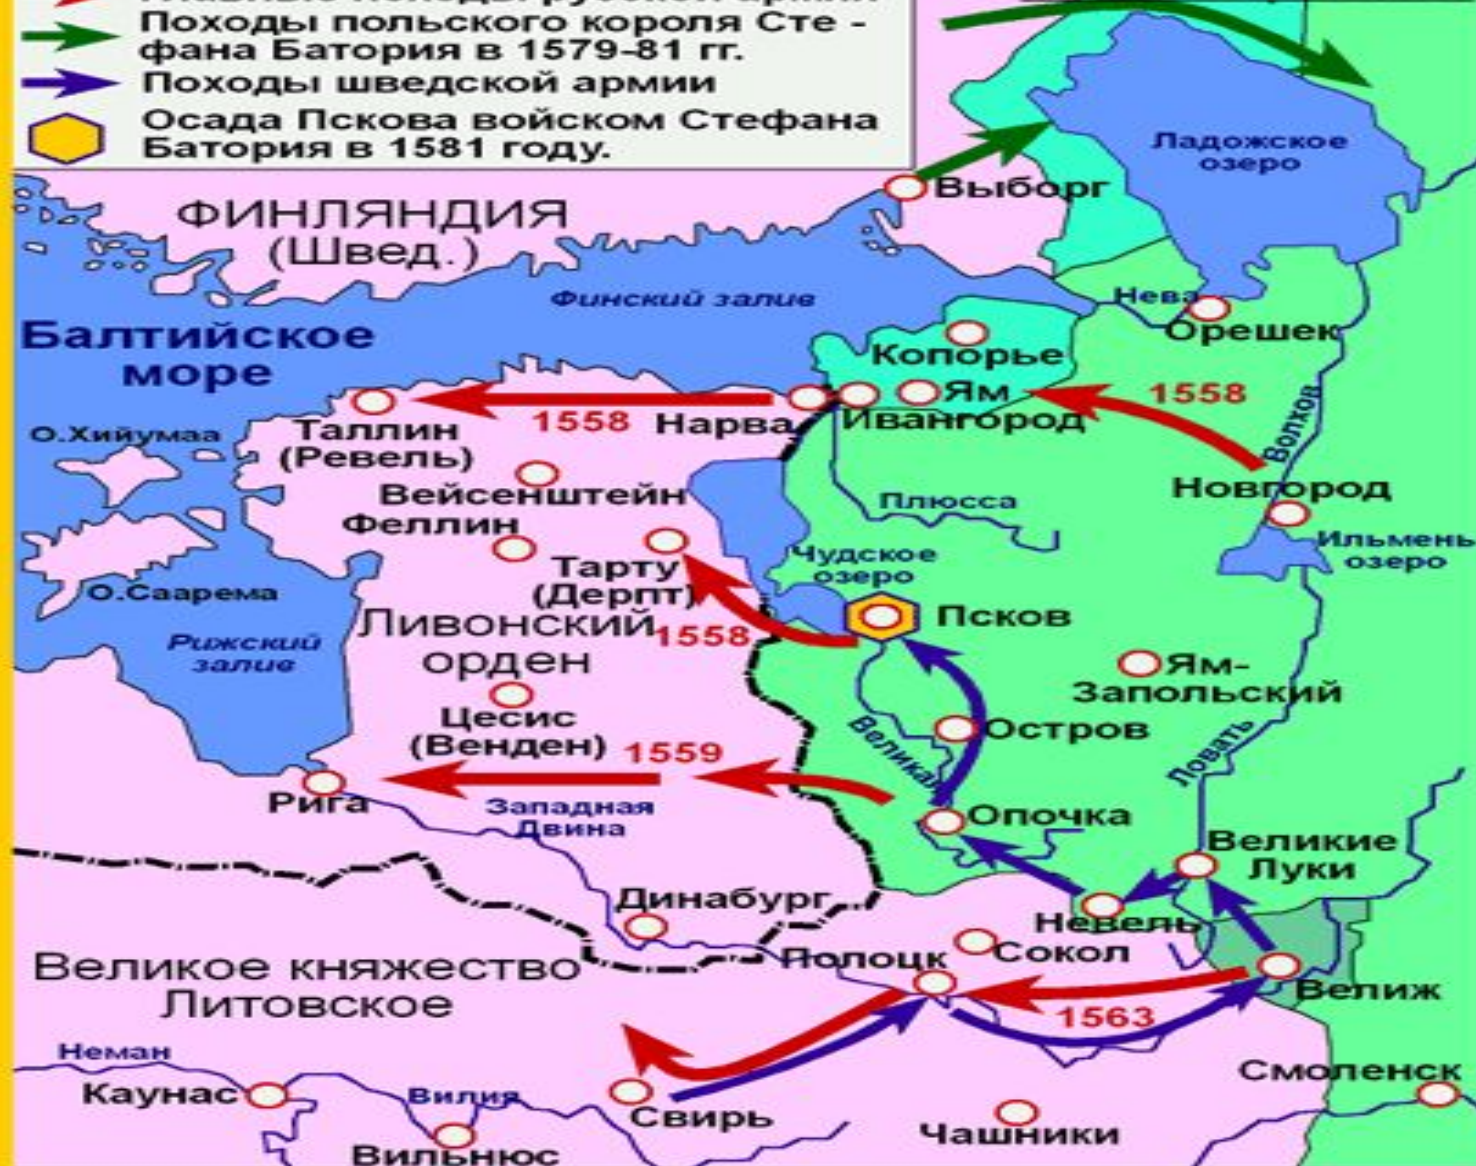 Главные походы русской армии
Походы польского короля Сте -
фана Батория в 1579-81 гг.
Походы шведской армии
Осада Пскова войском Стефана
Батория в 1581 году.
Ладожское
озеро
Выборг
ФИНЛЯНДИЯ
(Швед.)
Финский залив
Нева
Орешек
Балтийское
море
Копорье
Ям
1558
1558
Нарва
Ивангород
Волхов
О.Хийумаа
Таллин
(Ревель)
Вейсенштейн
Феллин
Плюсса
Новгород
Ильмень
озеро
Чудское
озеро
Тарту
(Дерпт)
О.Саарема
Рижский
залив
Ливонский
орден
1558
Псков
Ям-
Запольский
Цесис
(Венден)
1559
Остров
Великая
Ловать
Рига
Западная
Двина
Опочка
Великие
Луки
Динабург
Невель
Полоцк
Сокол
Велиж
Великое княжество
Литовское
1563
Неман
Каунас
Вилия
Свирь
Смоленск
Чашники
Вильнюс